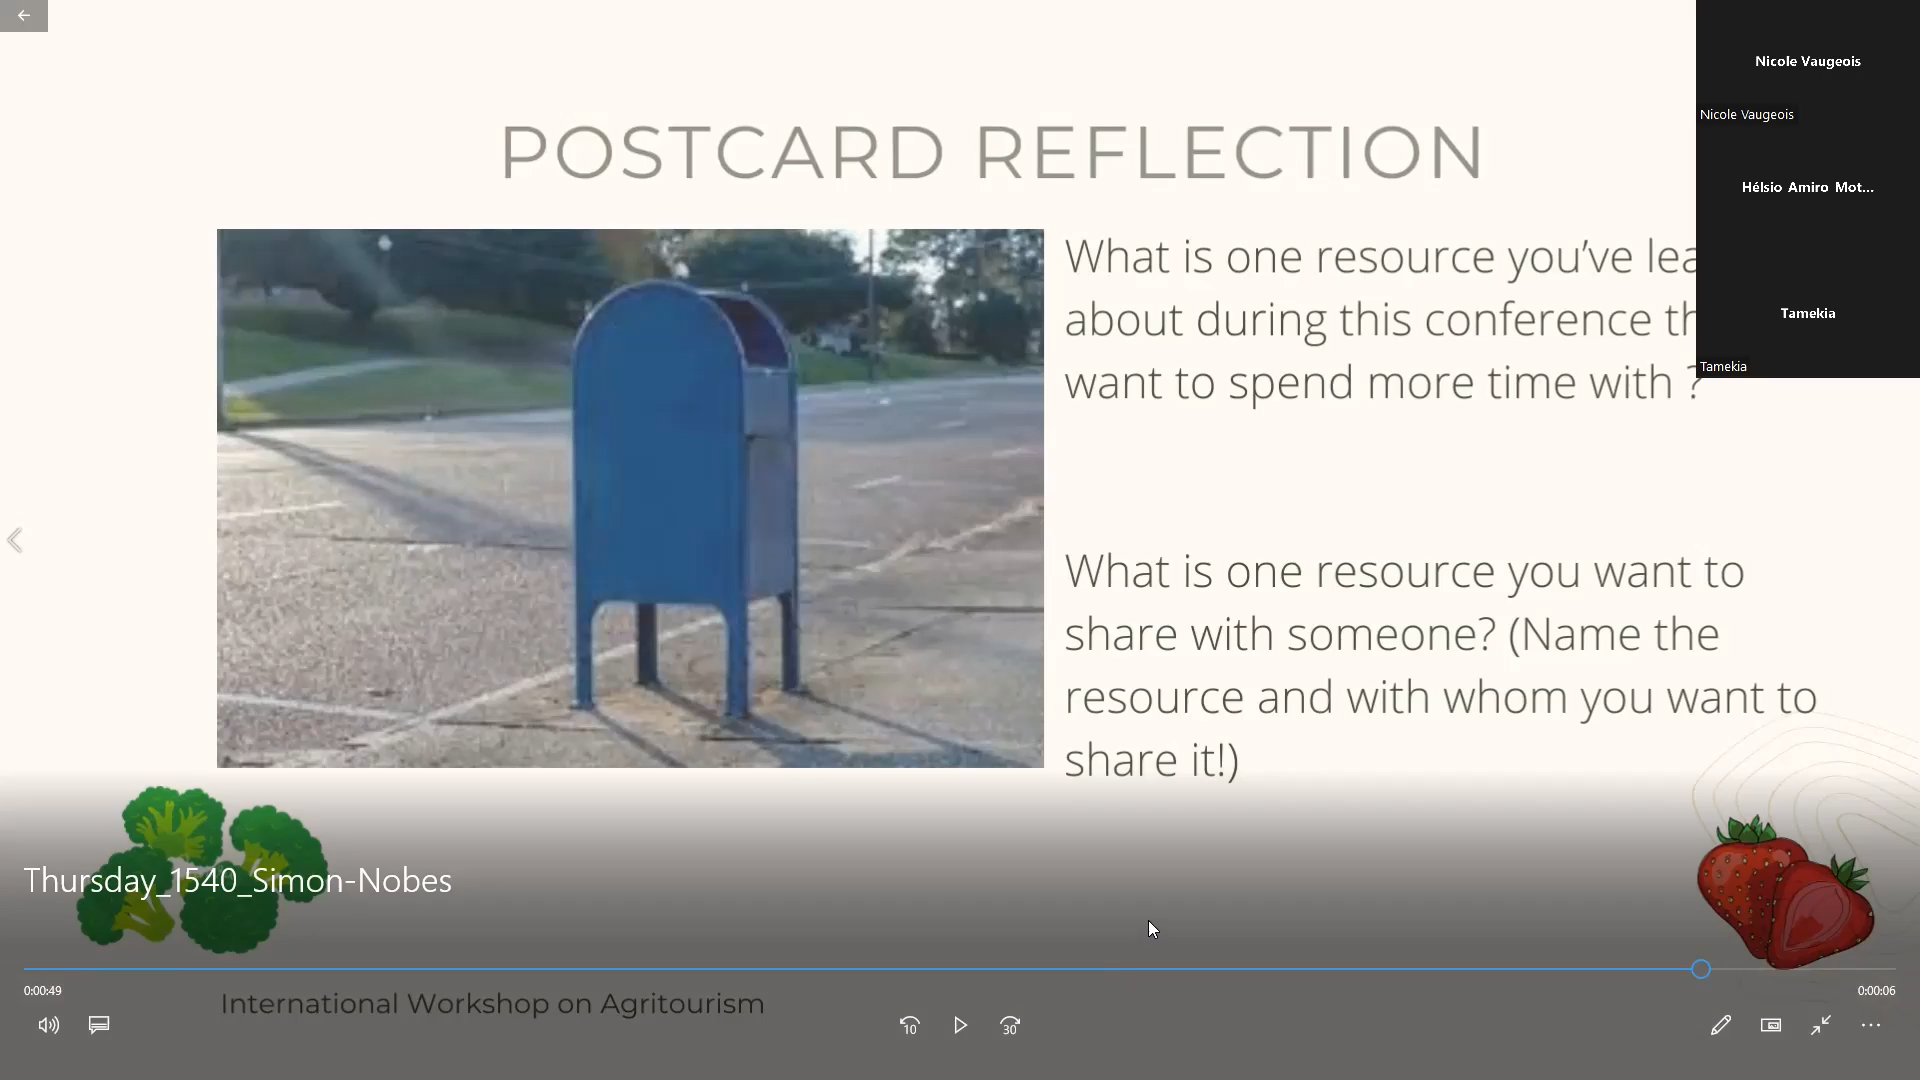 POSTCARD REFLECTION
Nicole Vaugeois
Nicole Vaugeois
Hélsio Amiro Mot...
Tamekia
Tamekia
What is one resource you've lea
about during this conference th
want to spend more time with ?
What is one resource you want to
share with someone? (Name the
resource and with whom you want to
share it!)
Thursday_1540_Simon-Nobes
0:00:49
0:00:06
International Workshop on Agritourism
10
30